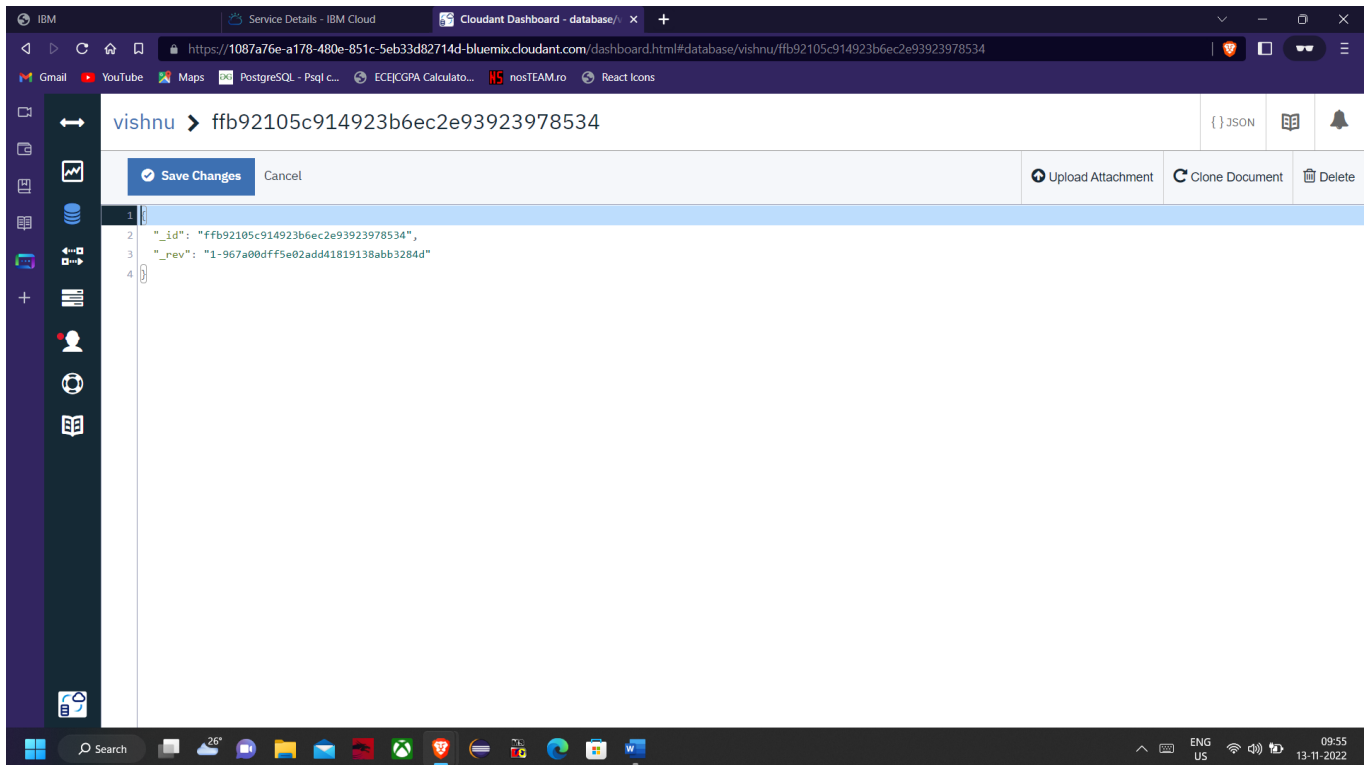 IBM
Service Details - IBM Cloud
Cloudant Dashboard - database/v
https://1087a76e-a178-480e-851c-5eb33d82714d-bluemix.cloudant.com/dashboard.html#database/vishnu/ffb92105c914923b6ec2e93923978534
Gmail YouTube Maps PostgreSQL - Psql c... ECE|CGPA Calculato... nosTEAM.ro React Icons
vishnu ffb92105c914923b6ec2e93923978534 { } JSON
Save Changes Cancel Upload Attachment Clone Document Delete
1 {
2 "_id": "ffb92105c914923b6ec2e93923978534",
3 "_rev": "1-967a00dff5e02add41819138abb3284d"
4 }
Search 26° ENG 09:55
US 13-11-2022